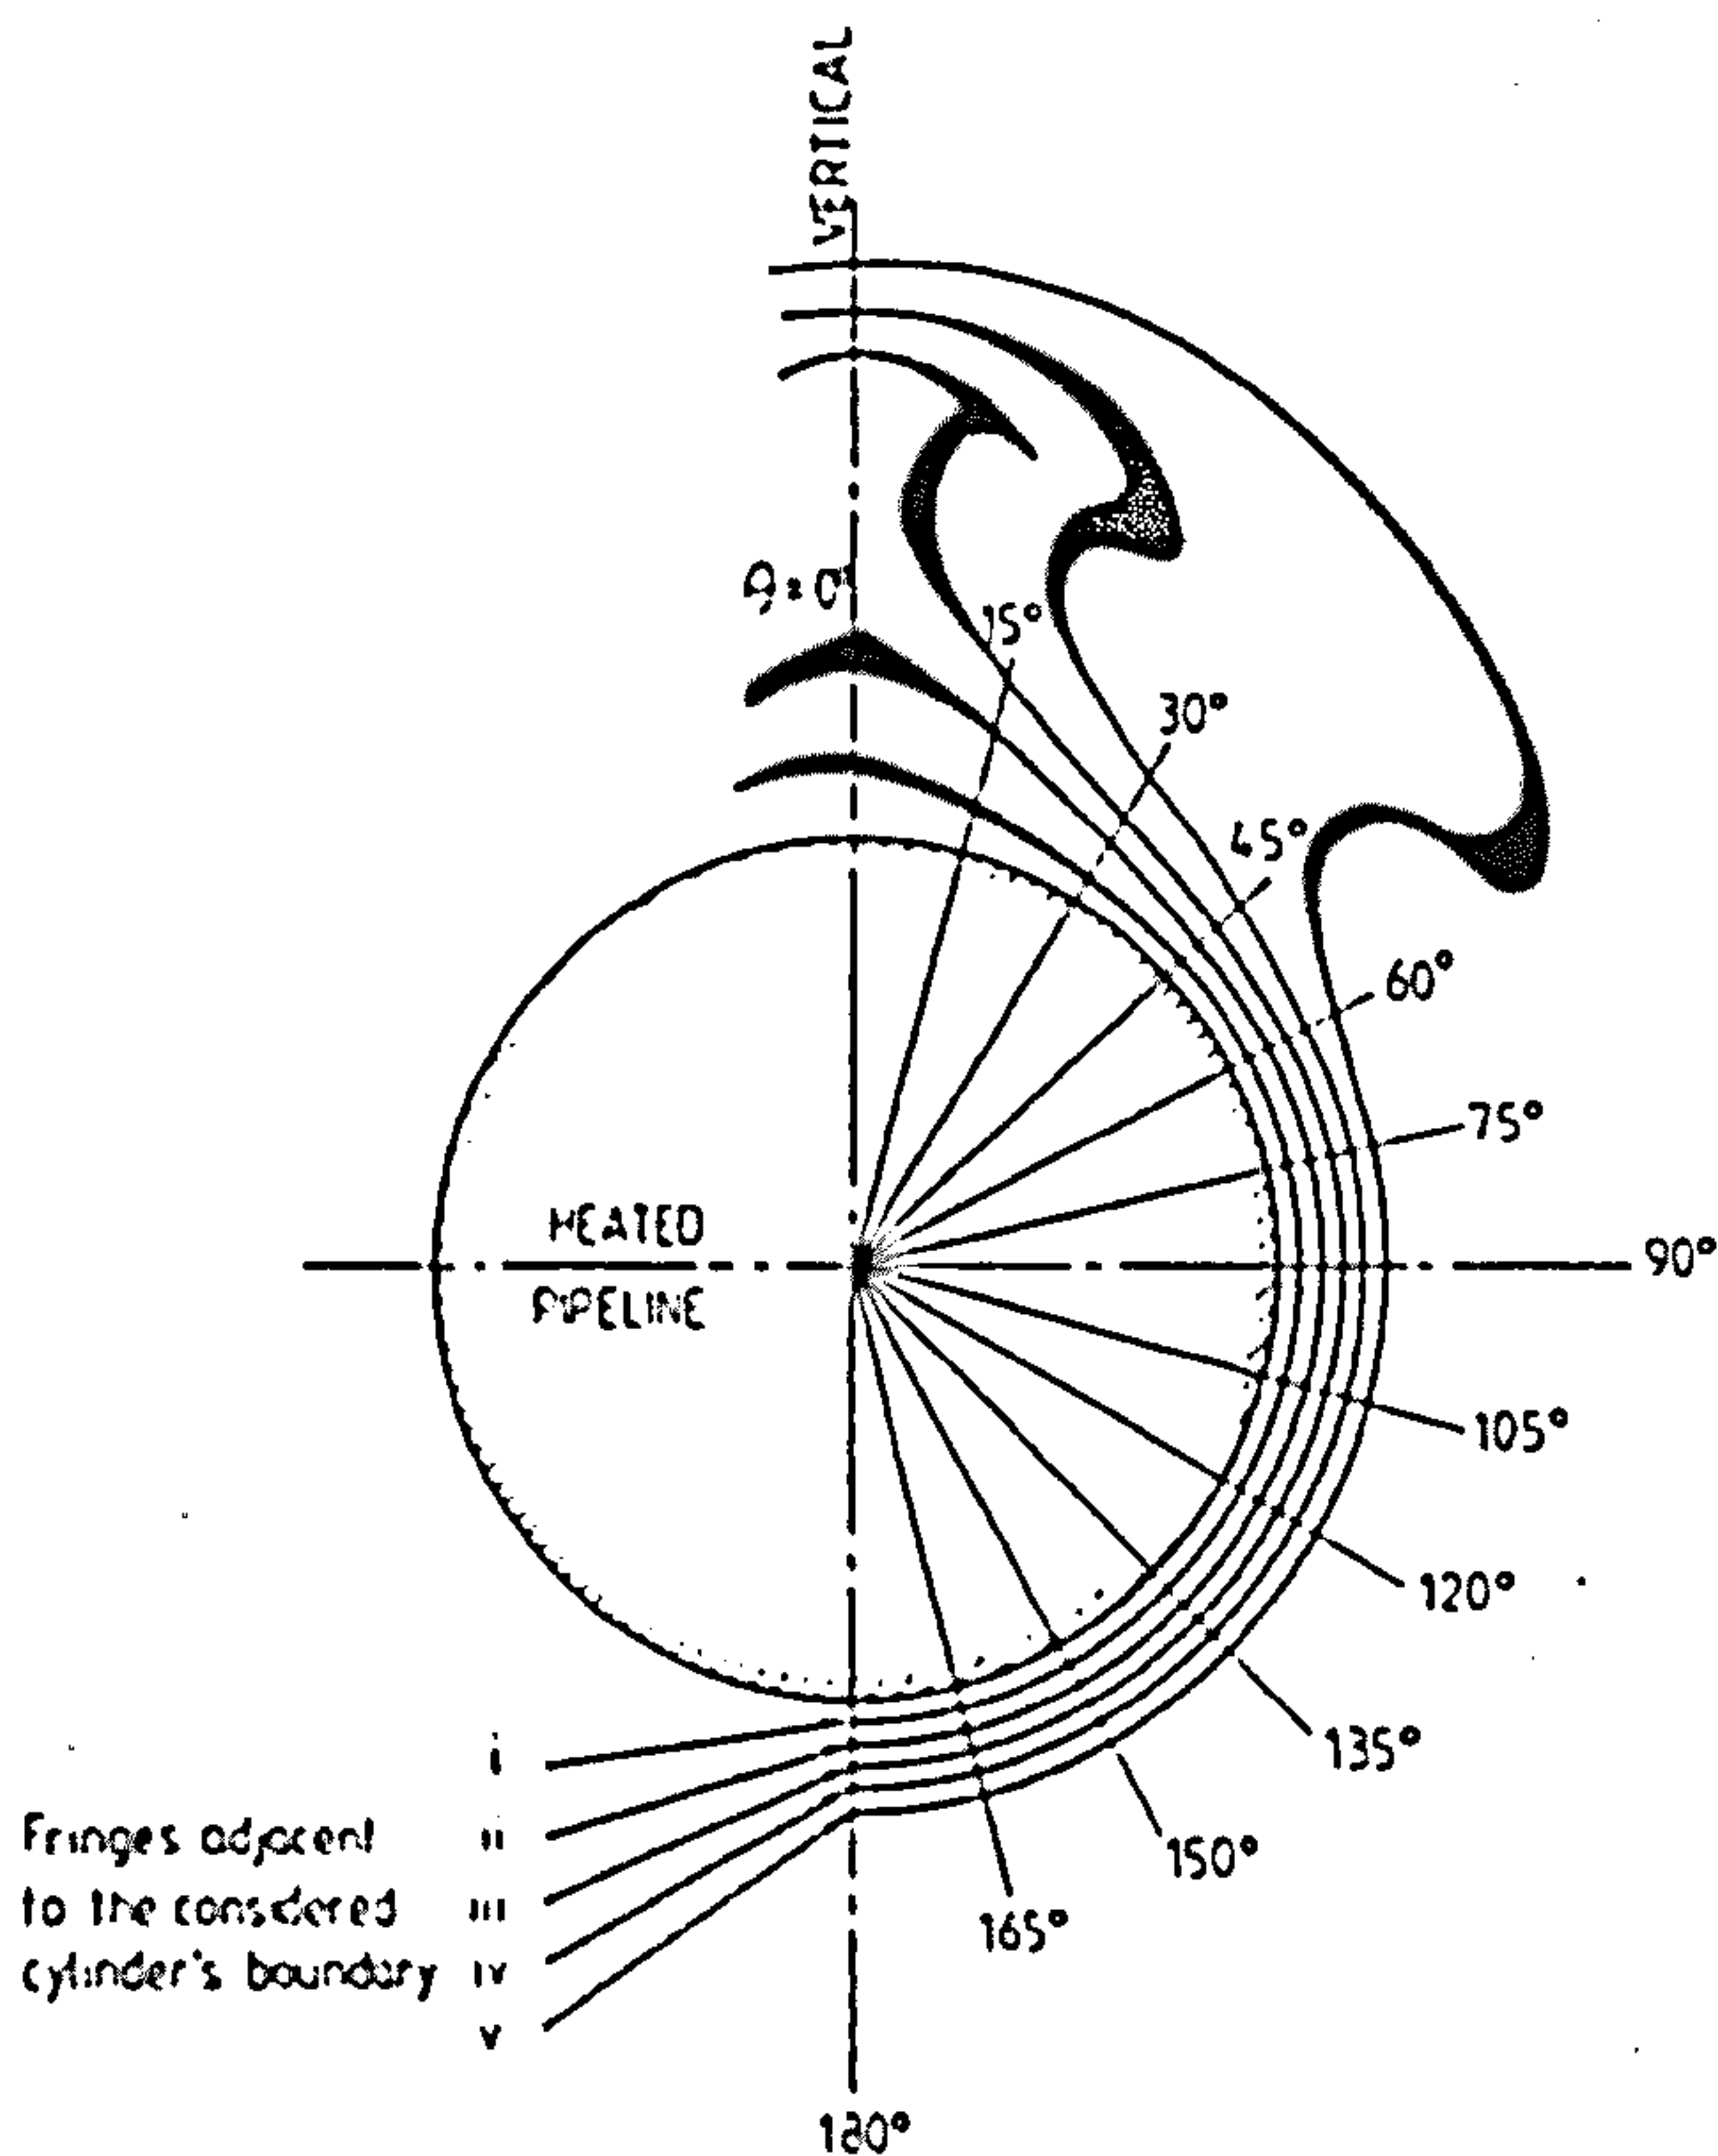 VERTICAL
15°
30°
45°
60°
75°
HEATED
PIPELINE
90°
105°
120°
135°
150°
165°
180°
i
Fringes adjacent ii
to the considered iii
cylinder's boundary iv
v